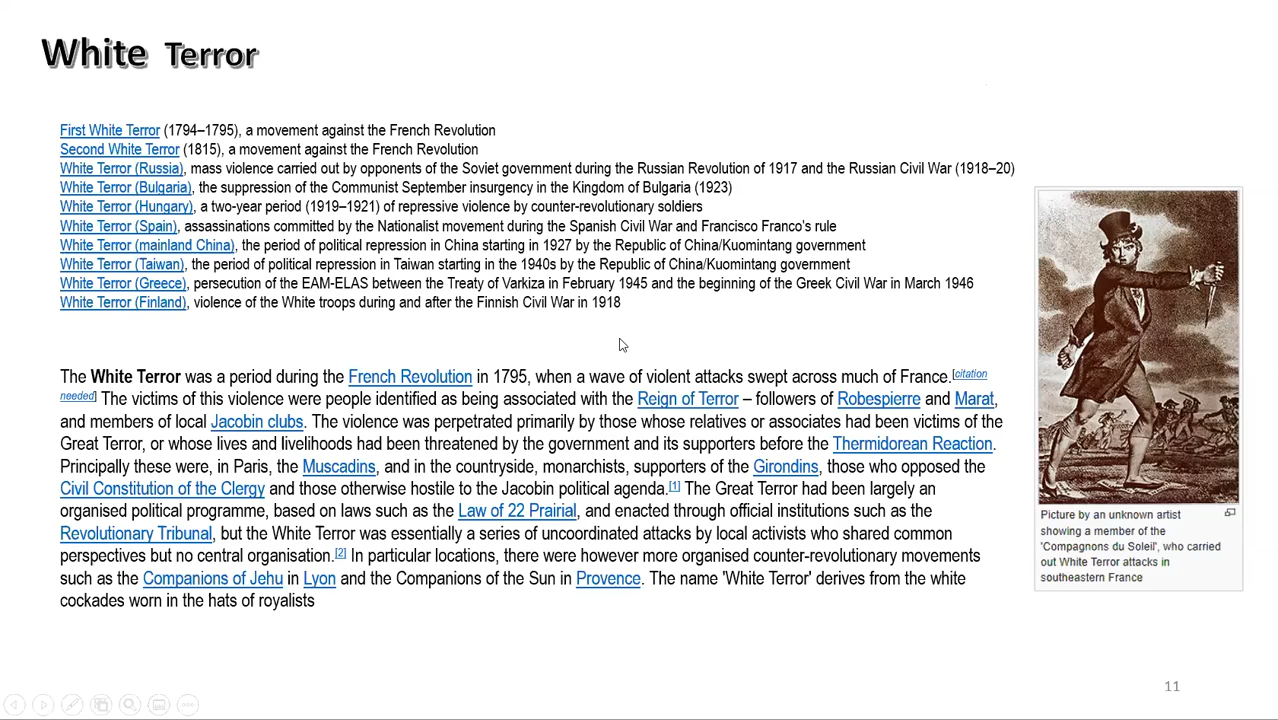 White Terror
First White Terror (1794–1795), a movement against the French Revolution
Second White Terror (1815), a movement against the French Revolution
White Terror (Russia), mass violence carried out by opponents of the Soviet government during the Russian Revolution of 1917 and the Russian Civil War (1918–20)
White Terror (Bulgaria), the suppression of the Communist September insurgency in the Kingdom of Bulgaria (1923)
White Terror (Hungary), a two-year period (1919–1921) of repressive violence by counter-revolutionary soldiers
White Terror (Spain), assassinations committed by the Nationalist movement during the Spanish Civil War and Francisco Franco's rule
White Terror (mainland China), the period of political repression in China starting in 1927 by the Republic of China/Kuomintang government
White Terror (Taiwan), the period of political repression in Taiwan starting in the 1940s by the Republic of China/Kuomintang government
White Terror (Greece), persecution of the EAM-ELAS between the Treaty of Varkiza in February 1945 and the beginning of the Greek Civil War in March 1946
White Terror (Finland), violence of the White troops during and after the Finnish Civil War in 1918
The White Terror was a period during the French Revolution in 1795, when a wave of violent attacks swept across much of France.[citation
needed] The victims of this violence were people identified as being associated with the Reign of Terror – followers of Robespierre and Marat,
and members of local Jacobin clubs. The violence was perpetrated primarily by those whose relatives or associates had been victims of the
Great Terror, or whose lives and livelihoods had been threatened by the government and its supporters before the Thermidorean Reaction.
Principally these were, in Paris, the Muscadins, and in the countryside, monarchists, supporters of the Girondins, those who opposed the
Civil Constitution of the Clergy and those otherwise hostile to the Jacobin political agenda.[1] The Great Terror had been largely an
organised political programme, based on laws such as the Law of 22 Prairial, and enacted through official institutions such as the
Revolutionary Tribunal, but the White Terror was essentially a series of uncoordinated attacks by local activists who shared common
perspectives but no central organisation.[2] In particular locations, there were however more organised counter-revolutionary movements
such as the Companions of Jehu in Lyon and the Companions of the Sun in Provence. The name 'White Terror' derives from the white
cockades worn in the hats of royalists
Picture by an unknown artist
showing a member of the
'Compagnons du Soleil', who carried
out White Terror attacks in
southeastern France
11